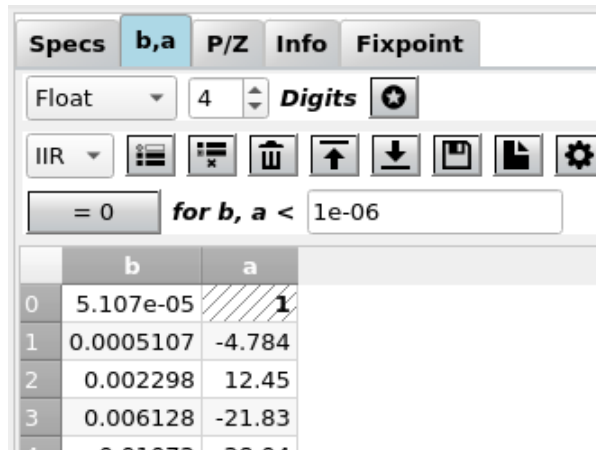 Specs b,a P/Z Info Fixpoint
Float 4 Digits
IIR
= 0 for b, a < 1e-06
b a
0 5.107e-05 1
1 0.0005107 -4.784
2 0.002298 12.45
3 0.006128 -21.83